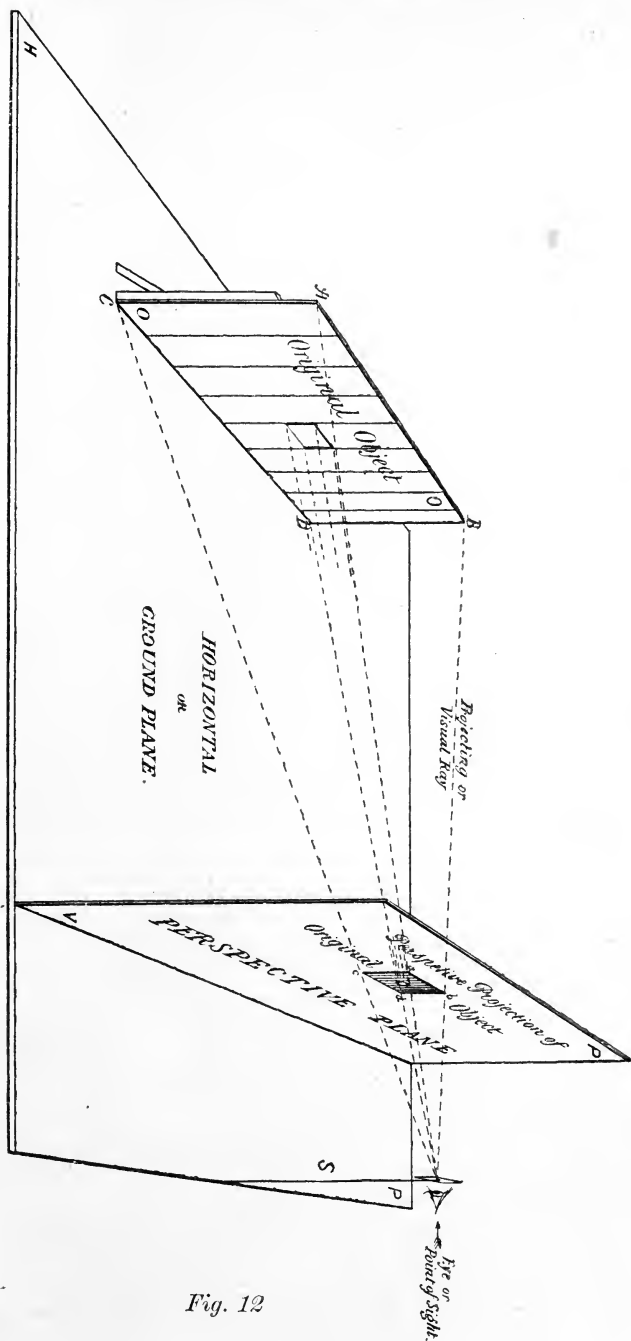 H
A
B
C
D
O
Original Object
O
Projecting or
Visual Ray
HORIZONTAL
OR
GROUND PLANE.
V
PERSPECTIVE PLANE
Perspective Projection of
Original Object
c
b
d
P
S
P
Eye or
Point of Sight.
Fig. 12